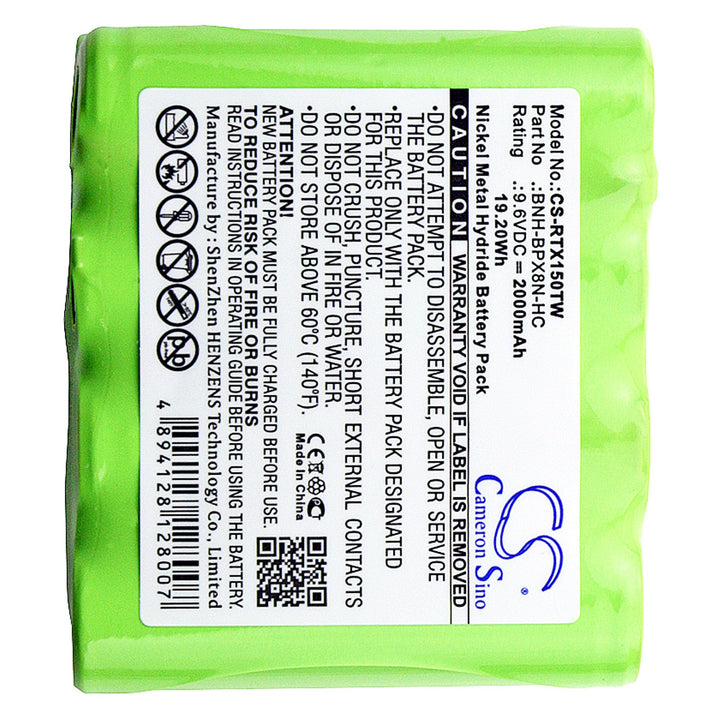 Model No.:CS-RTX150TW
Part No .:BNH-BPX8N-HC
Rating .:9.6VDC 2000mAh
19.20Wh
Nickel Metal Hydride Battery Pack
CAUTION WARRANTY VOID IF LABEL IS REMOVED
•DO NOT ATTEMPT TO DISASSEMBLE, OPEN OR SERVICE
THE BATTERY PACK.
•REPLACE ONLY WITH THE BATTERY PACK DESIGNATED
FOR THIS.
•DO NOT CRUSH, PUNCTURE, SHORT EXTERNAL CONTACTS
OR DISPOSE OF IN FIRE OR WATER.
•DO NOT STORE ABOVE 60°C (140°F).
ATTENTION:
NEW BATTERY PACK MUST BE FULLY CHARGED BEFORE USE.
TO REDUCE RISK OF FIRE OR BURNS
READ INSTRUCTIONS OR OPERATING GUIDE BEFORE USING THE BATTERY.
Manufacture by : ShenZhen HENZENS Technology Co., Limited
Made in China
CE
Pb
4 894128 128007
CS
®
Cameron Sino